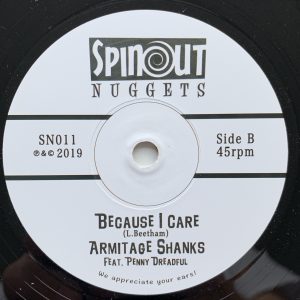 SPINOUT
NUGGETS
SN011
℗&© 2019
Side B
45rpm
BECAUSE I CARE
(L.Beetham)
ARMITAGE SHANKS
FEAT. PENNY DREADFUL
We appreciate your ears!